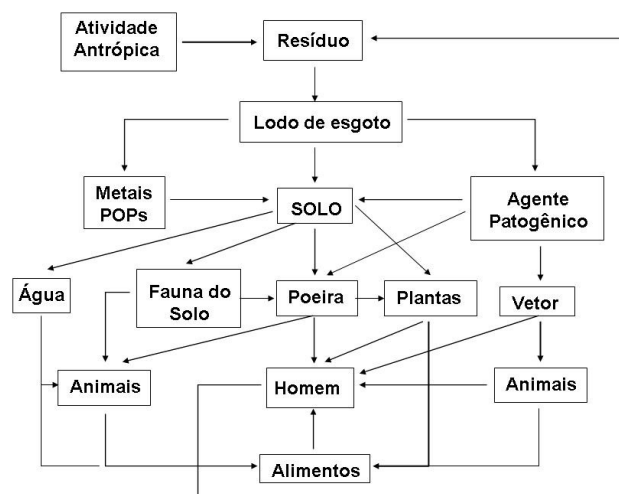 Atividade
Antrópica
Resíduo
Lodo de esgoto
Metais
POPs
SOLO
Agente
Patogênico
Água
Fauna do
Solo
Poeira
Plantas
Vetor
Animais
Homem
Animais
Alimentos